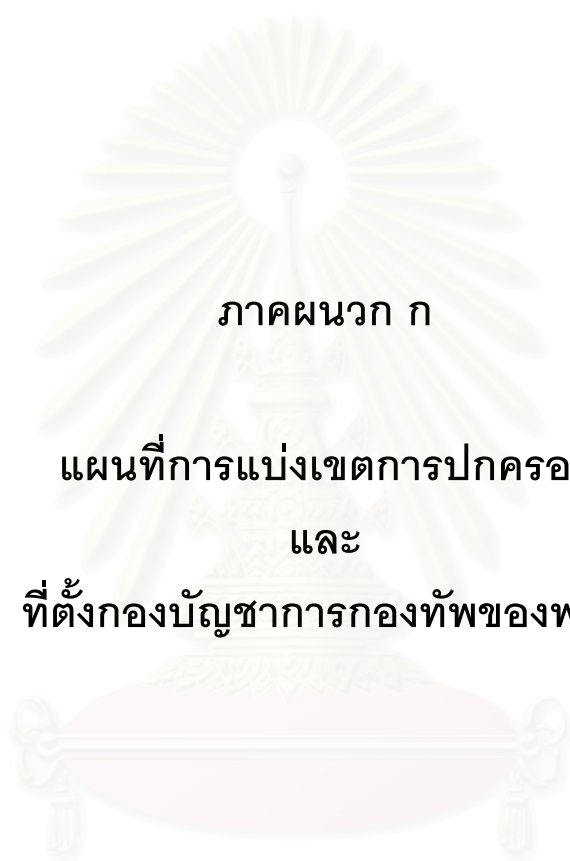 ภาคผนวก ก
แผนที่การแบ่งเขตการปกครอ
และ
ที่ตั้งกองบัญชาการกองทัพของพ